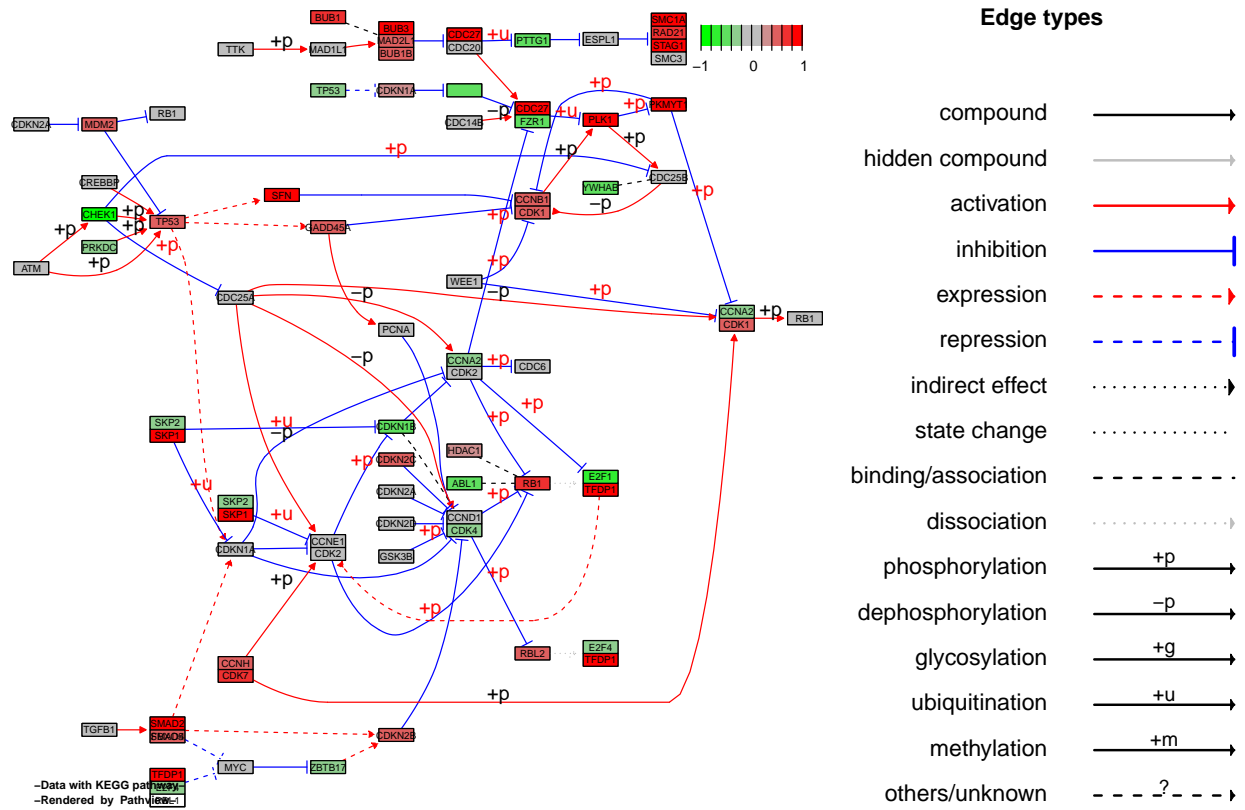 Edge types
BUB1
BUB3
MAD2L1
BUB1B
CDC27
CDC20
+u
SMC1A
RAD21
STAG1
SMC3
TTK
+p
MAD1L1
PTTG1
ESPL1
−1 0 1
TP53
CDKN1A
CDC27
FZR1
−p
+u
CDC14B
PLK1
+p
PKMYT1
+p
CDKN2A
MDM2
RB1
+p
+p
+p
CREBBP
CHEK1
+p
+p
TP53
PRKDC
+p
ATM
+p
+p
SFN
GADD45A
CCNB1
CDK1
+p
YWHAB
CDC25B
−p
+p
WEE1
+p
+p
−p
CDC25A
−p
PCNA
CCNA2
CDK1
+p
RB1
−p
CCNA2
CDK2
+p
CDC6
+p
+p
SKP2
SKP1
+u
−p
CDKN1B
+p
CDKN2C
HDAC1
ABL1
RB1
E2F1
TFDP1
+u
CDKN2A
+p
SKP2
SKP1
+u
CDKN2D
+p
CCND1
CDK4
CDKN1A
CCNE1
CDK2
GSK3B
+p
+p
+p
RBL2
E2F4
TFDP1
CCNH
CDK7
+p
TGFB1
SMAD2
CDKN2B
MYC
ZBTB17
TFDP1
−Data with KEGG pathway−
−Rendered by Pathview−
compound
hidden compound
activation
inhibition
expression
repression
indirect effect
state change
binding/association
dissociation
phosphorylation +p
dephosphorylation −p
glycosylation +g
ubiquitination +u
methylation +m
others/unknown ?